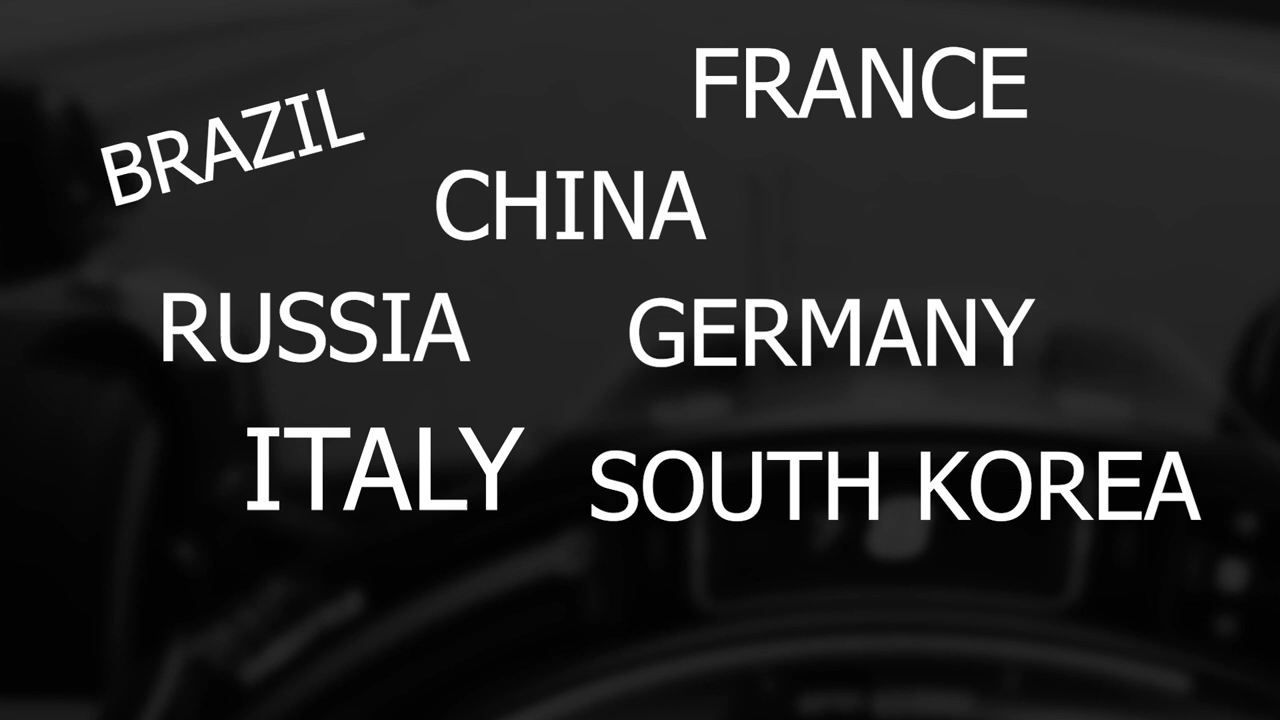 FRANCE
BRAZIL
CHINA
RUSSIA
GERMANY
ITALY
SOUTH KOREA